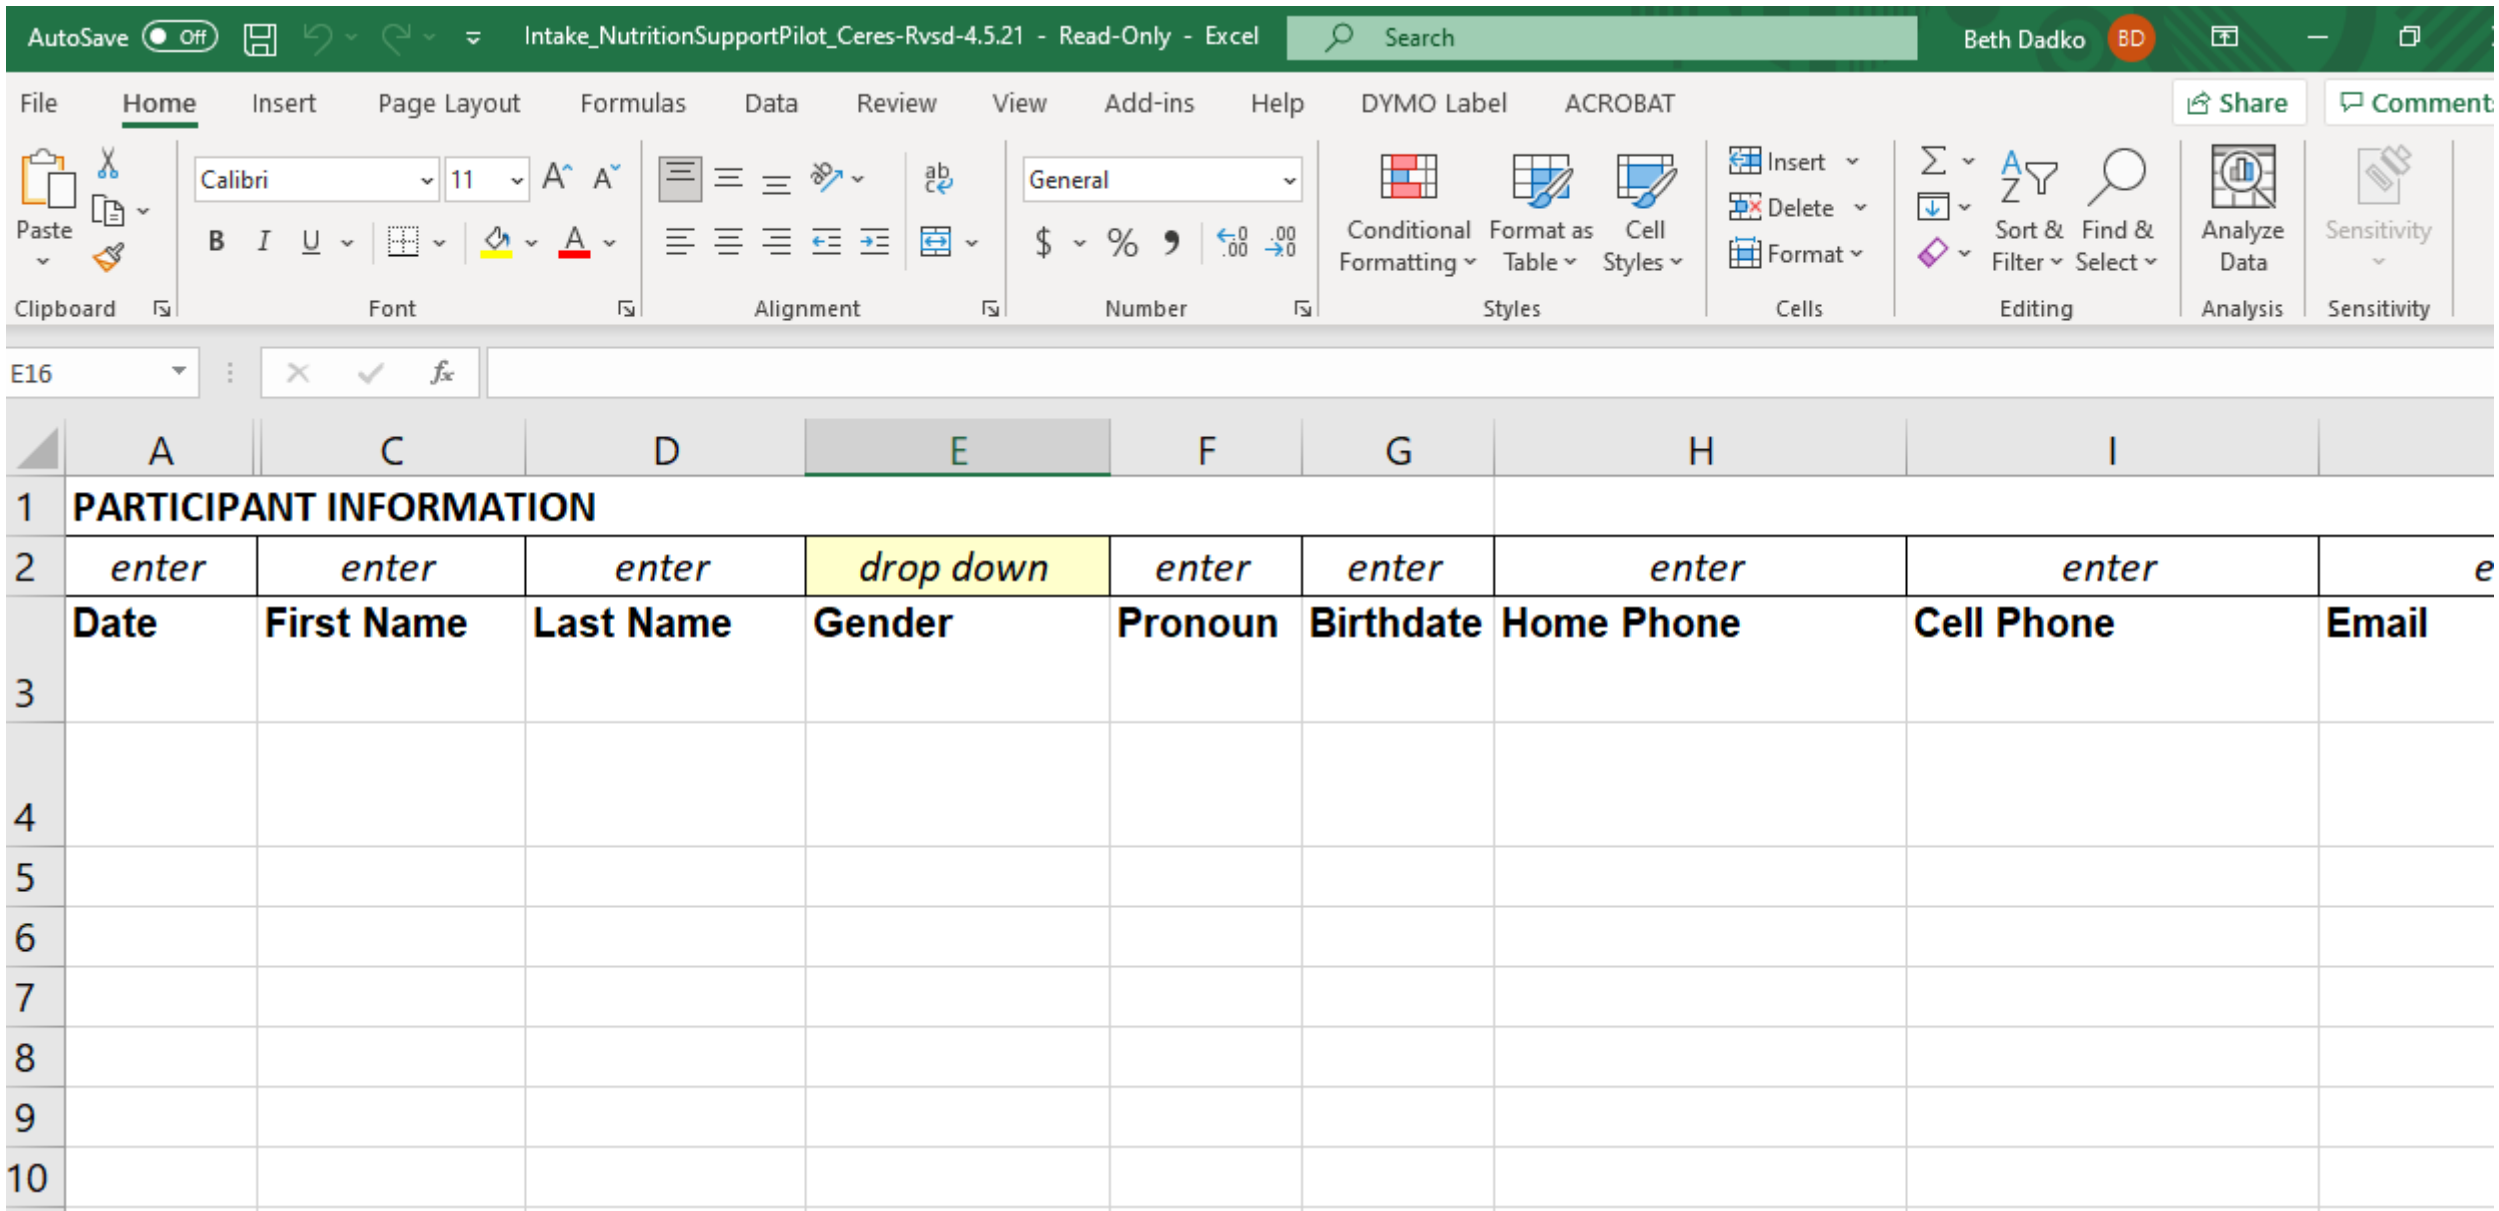 AutoSave Off Intake_NutritionSupportPilot_Ceres-Rvsd-4.5.21 - Read-Only - Excel Search Beth Dadko BD
File Home Insert Page Layout Formulas Data Review View Add-ins Help DYMO Label ACROBAT Share Comments
Paste
Clipboard
Calibri 11 A A
B I U A
Font
ab
c
Alignment
General
$ % 9 .00 .00
Number
Conditional Formatting
Format as Table
Cell Styles
Styles
Insert
Delete
Format
Cells
Sort & Filter
Find & Select
Editing
Analyze Data
Analysis
Sensitivity
Sensitivity
E16 fx
A C D E F G H I
1 PARTICIPANT INFORMATION
2 enter enter enter drop down enter enter enter enter
3 Date First Name Last Name Gender Pronoun Birthdate Home Phone Cell Phone Email
4
5
6
7
8
9
10